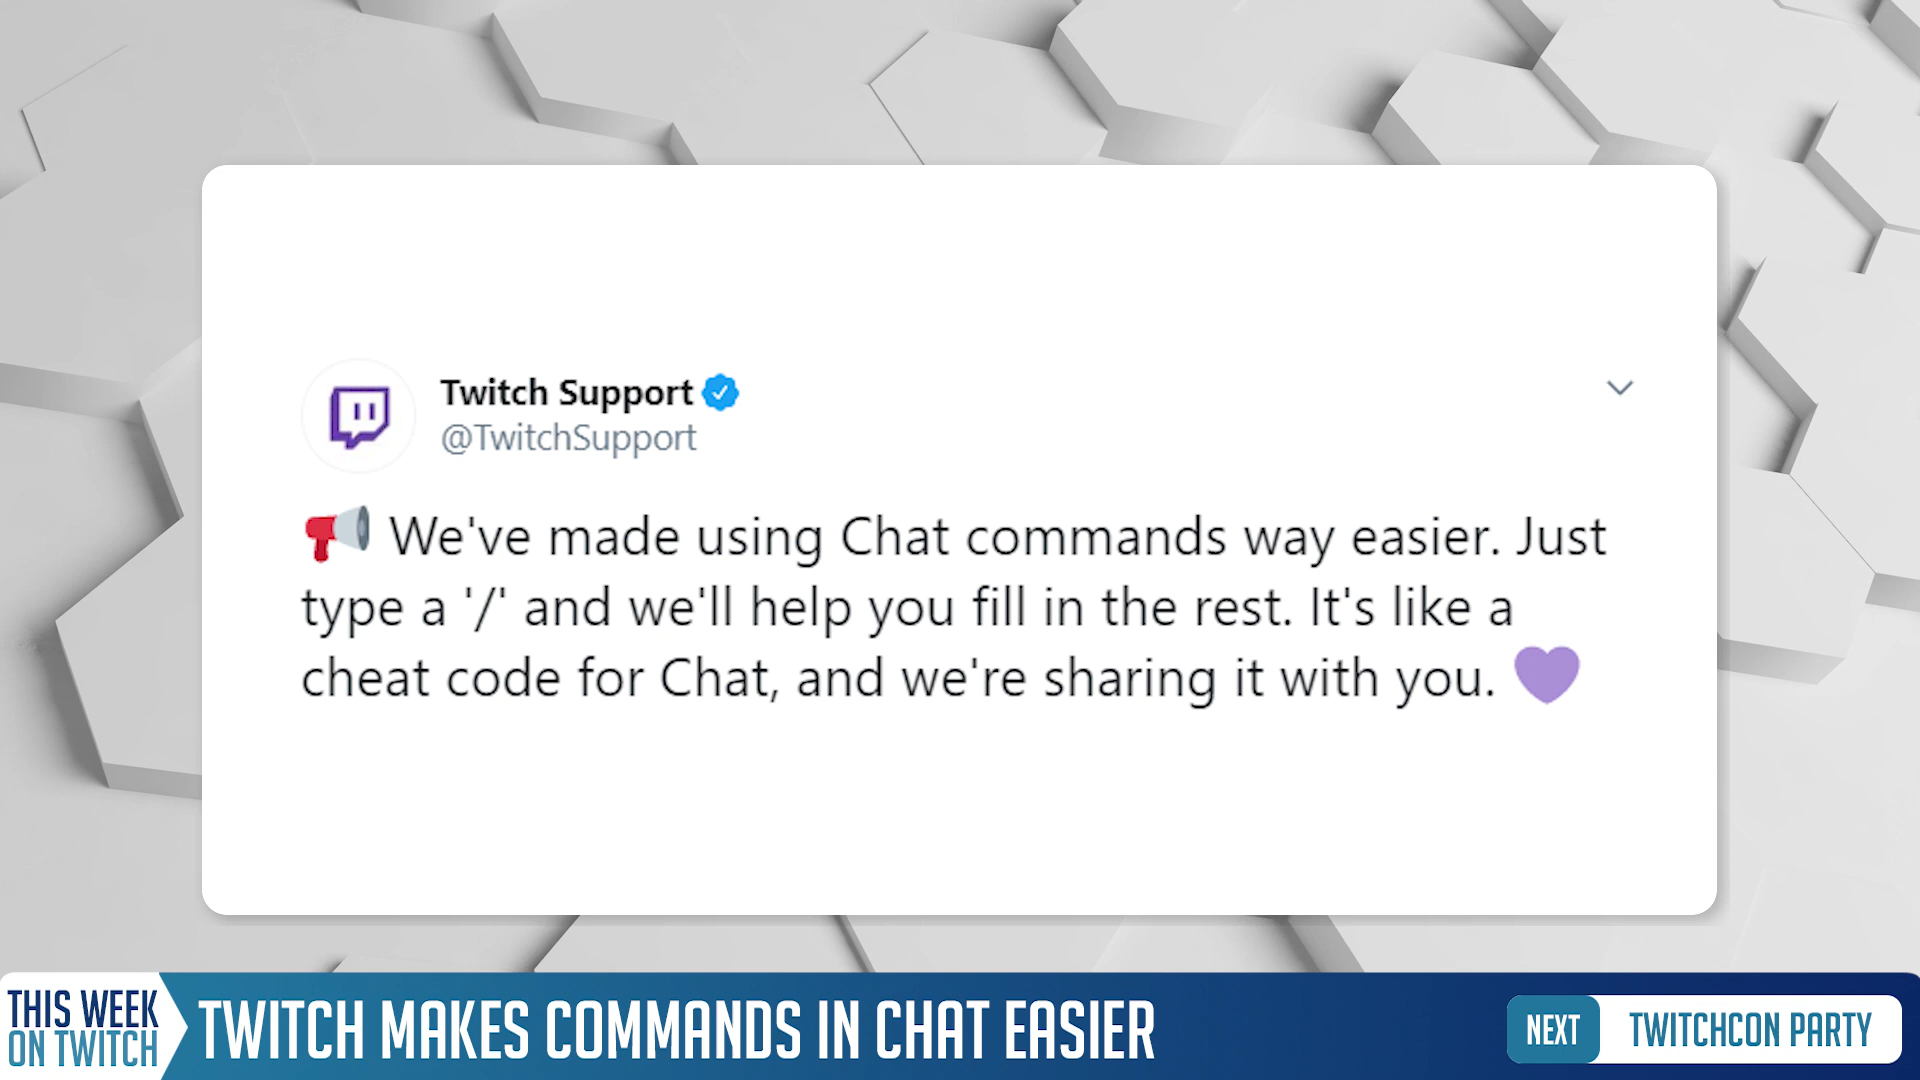 Twitch Support
@TwitchSupport
📢 We've made using Chat commands way easier. Just
type a '/' and we'll help you fill in the rest. It's like a
cheat code for Chat, and we're sharing it with you. 💜
THIS WEEK
ON TWITCH
TWITCH MAKES COMMANDS IN CHAT EASIER
NEXT
TWITCHCON PARTY